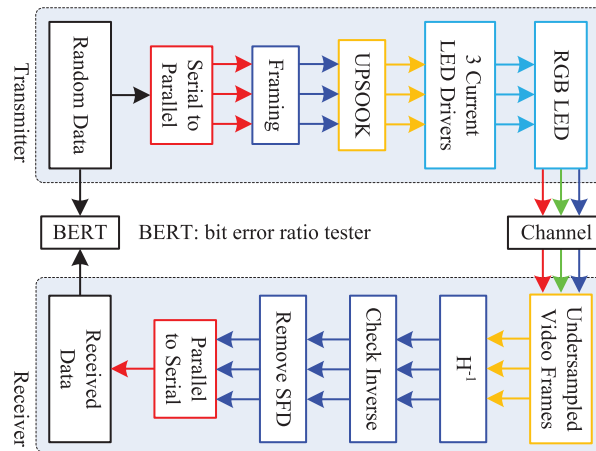 Transmitter
Random Data
Serial to
Parallel
Framing
UPSOOK
3 Current
LED Drivers
RGB LED
BERT
BERT: bit error ratio tester
Channel
Receiver
Received
Data
Parallel
to Serial
Remove SFD
Check Inverse
H⁻¹
Undersampled
Video Frames